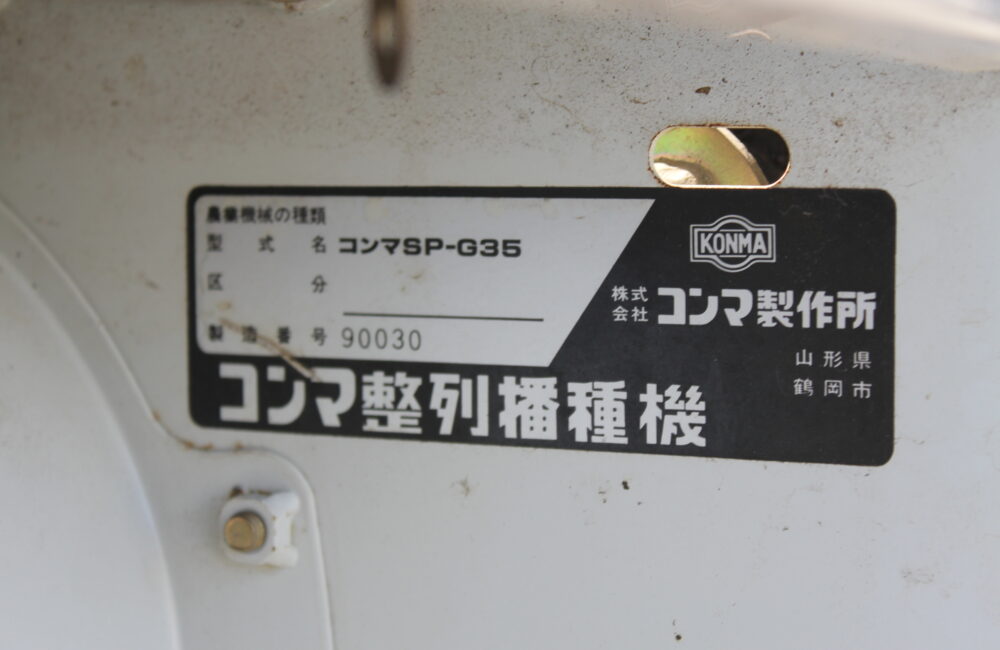 農業機械の種類
型式名 コンマSP-G35
区分
製造番号 90030
KONMA
株式会社 コンマ製作所
山形県
鶴岡市
コンマ整列播種機